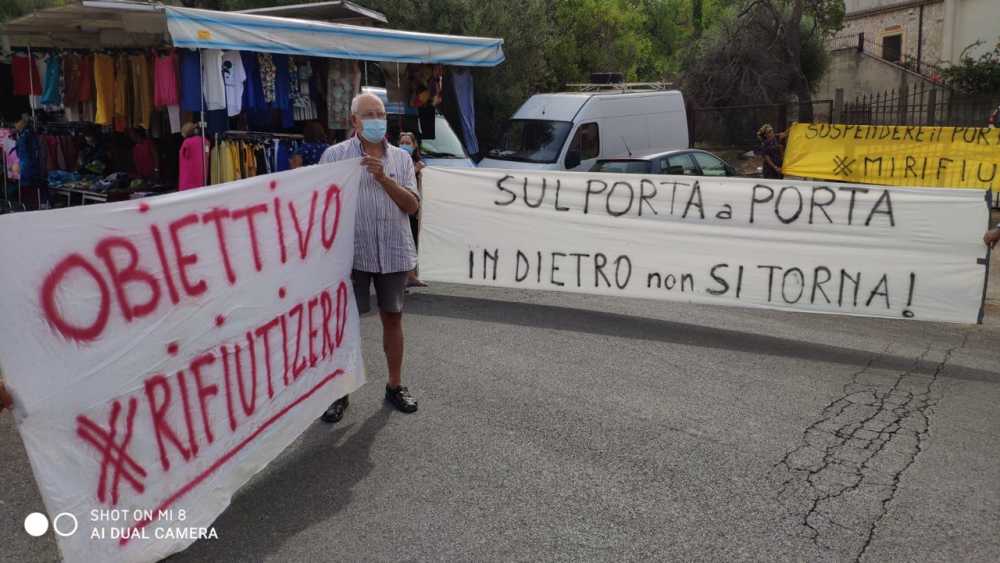 OBIETTIVO
#RIFIUTIZERO
SUL PORTA a PORTA
IN DIETRO non SI TORNA!
SOSPENDERE IL PORT
#MIRIFIU
SHOT ON MI 8
AI DUAL CAMERA